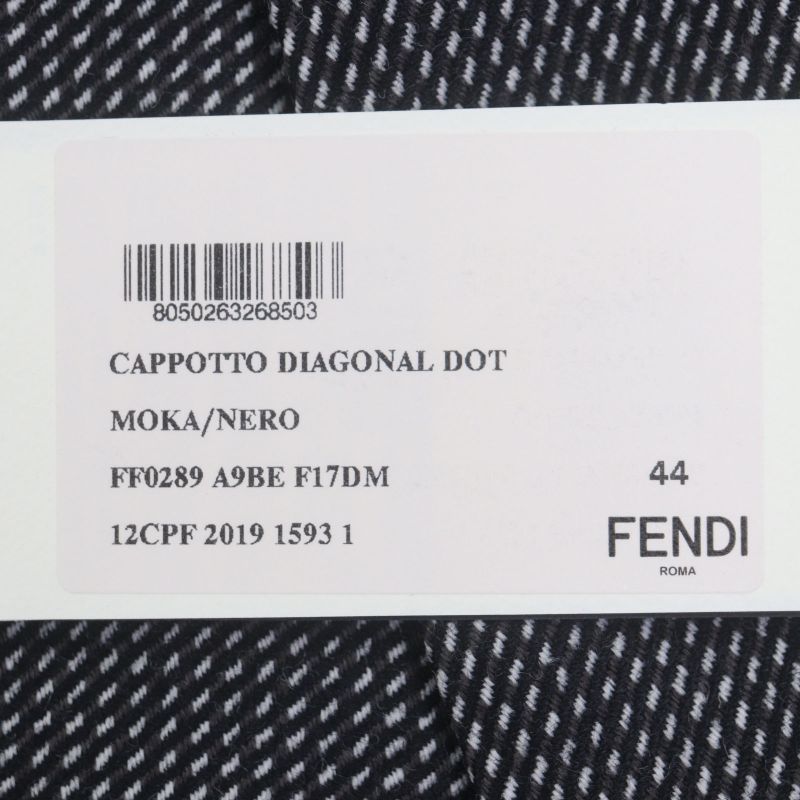 8050263268503
CAPPOTTO DIAGONAL DOT
MOKA/NERO
FF0289 A9BE F17DM
44
12CPF 2019 1593 1
FENDI
ROMA